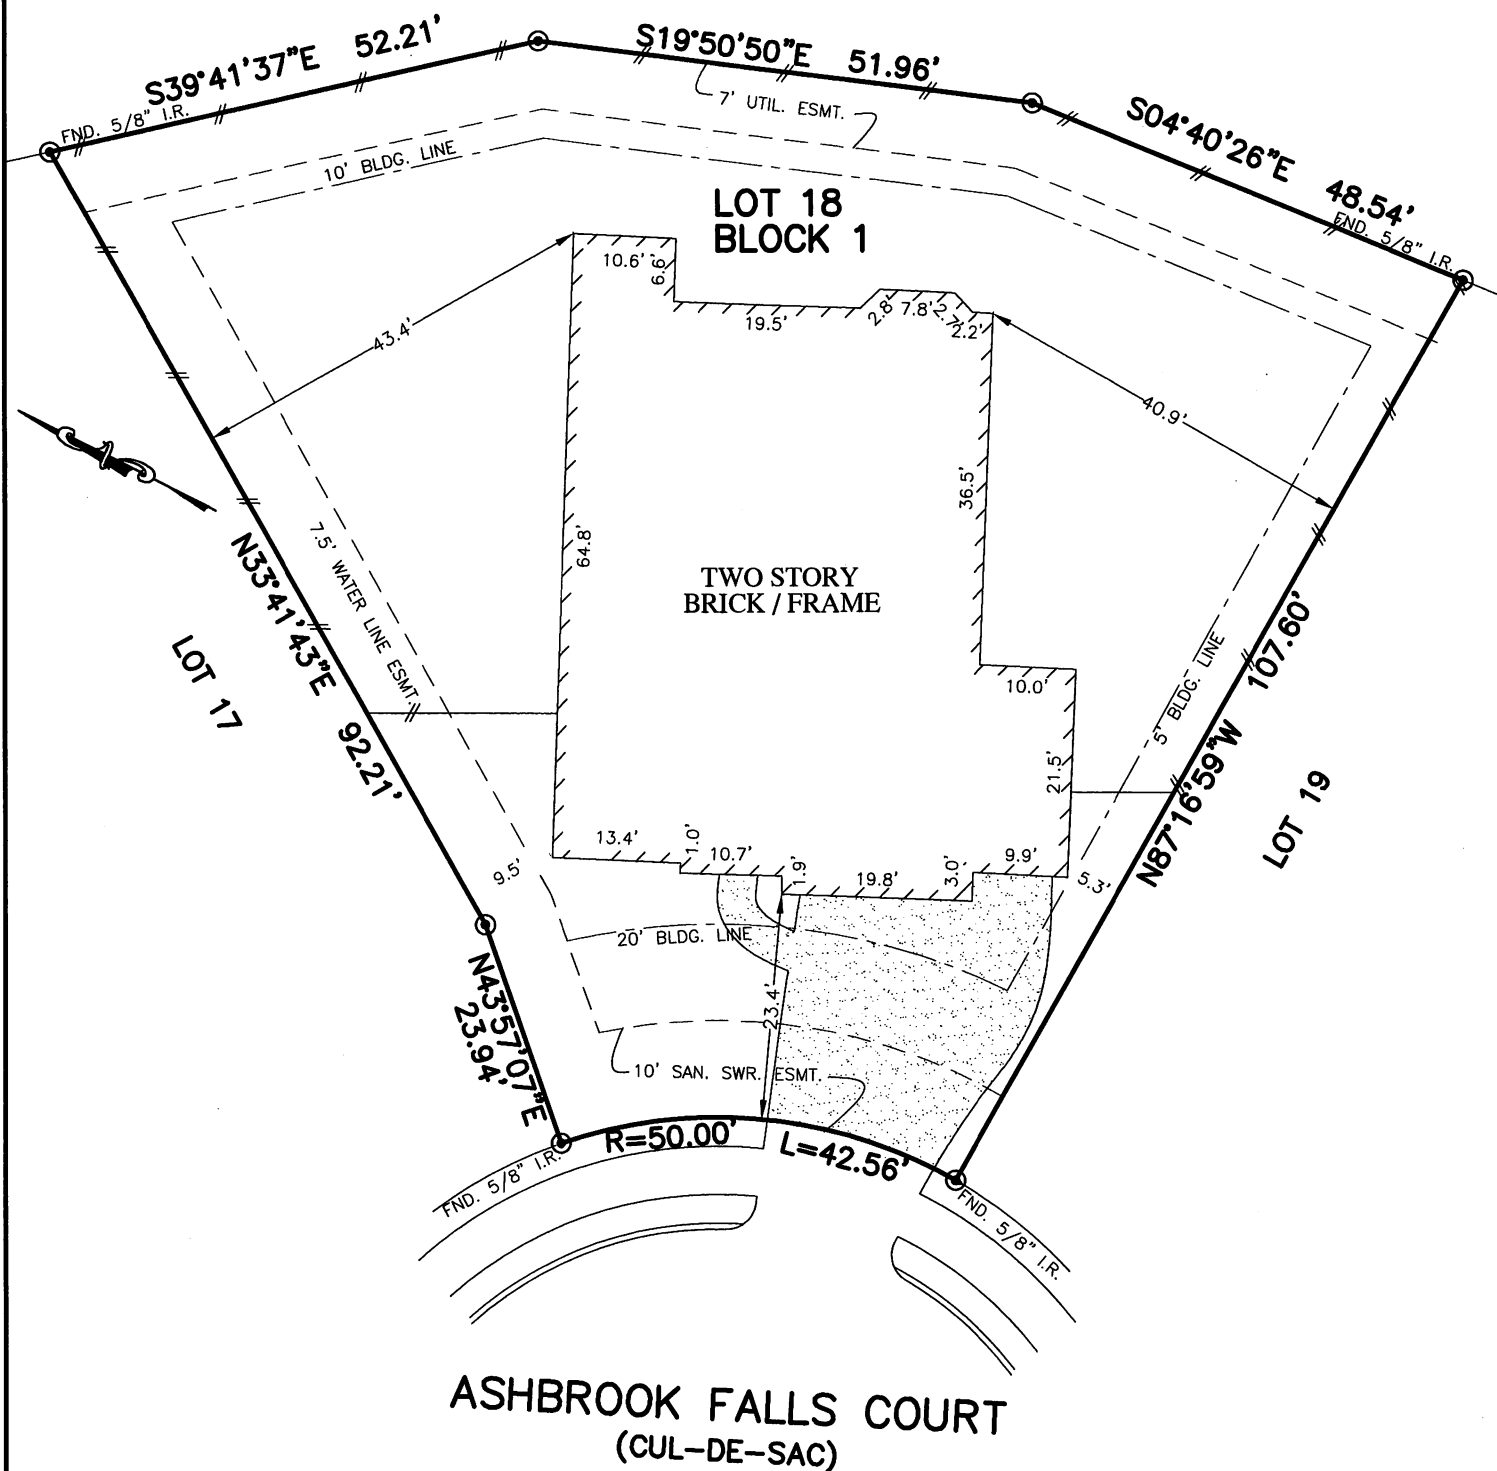 S39°41'37"E 52.21'
S19°50'50"E 51.96'
S04°40'26"E 48.54'
FND. 5/8" I.R.
7' UTIL. ESMT.
10' BLDG. LINE
FND. 5/8" I.R.
LOT 18
BLOCK 1
10.6'
6.6'
19.5'
2.8'
7.8'
2.7'
2.2'
43.4'
40.9'
36.5'
64.8'
7.5' WATER LINE ESMT.
N33°41'43"E 92.21'
LOT 17
TWO STORY
BRICK / FRAME
10.0'
21.5'
5' BLDG. LINE
N87°16'59"W 107.60'
LOT 19
13.4'
1.0'
10.7'
1.9'
19.8'
3.0'
9.9'
9.5'
5.3'
20' BLDG. LINE
23.4'
N43°57'07"E
23.94'
10' SAN. SWR. ESMT.
R=50.00'
L=42.56'
FND. 5/8" I.R.
FND. 5/8" I.R.
ASHBROOK FALLS COURT
(CUL-DE-SAC)